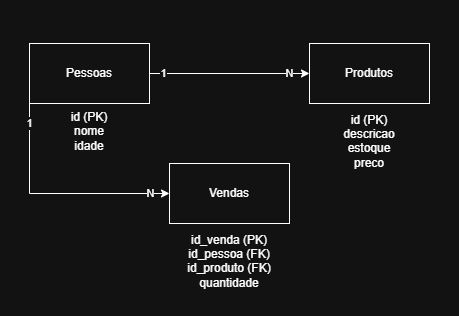 Pessoas
1
N
Produtos
id (PK)
nome
idade
id (PK)
descricao
estoque
preco
1
N
Vendas
id_venda (PK)
id_pessoa (FK)
id_produto (FK)
quantidade